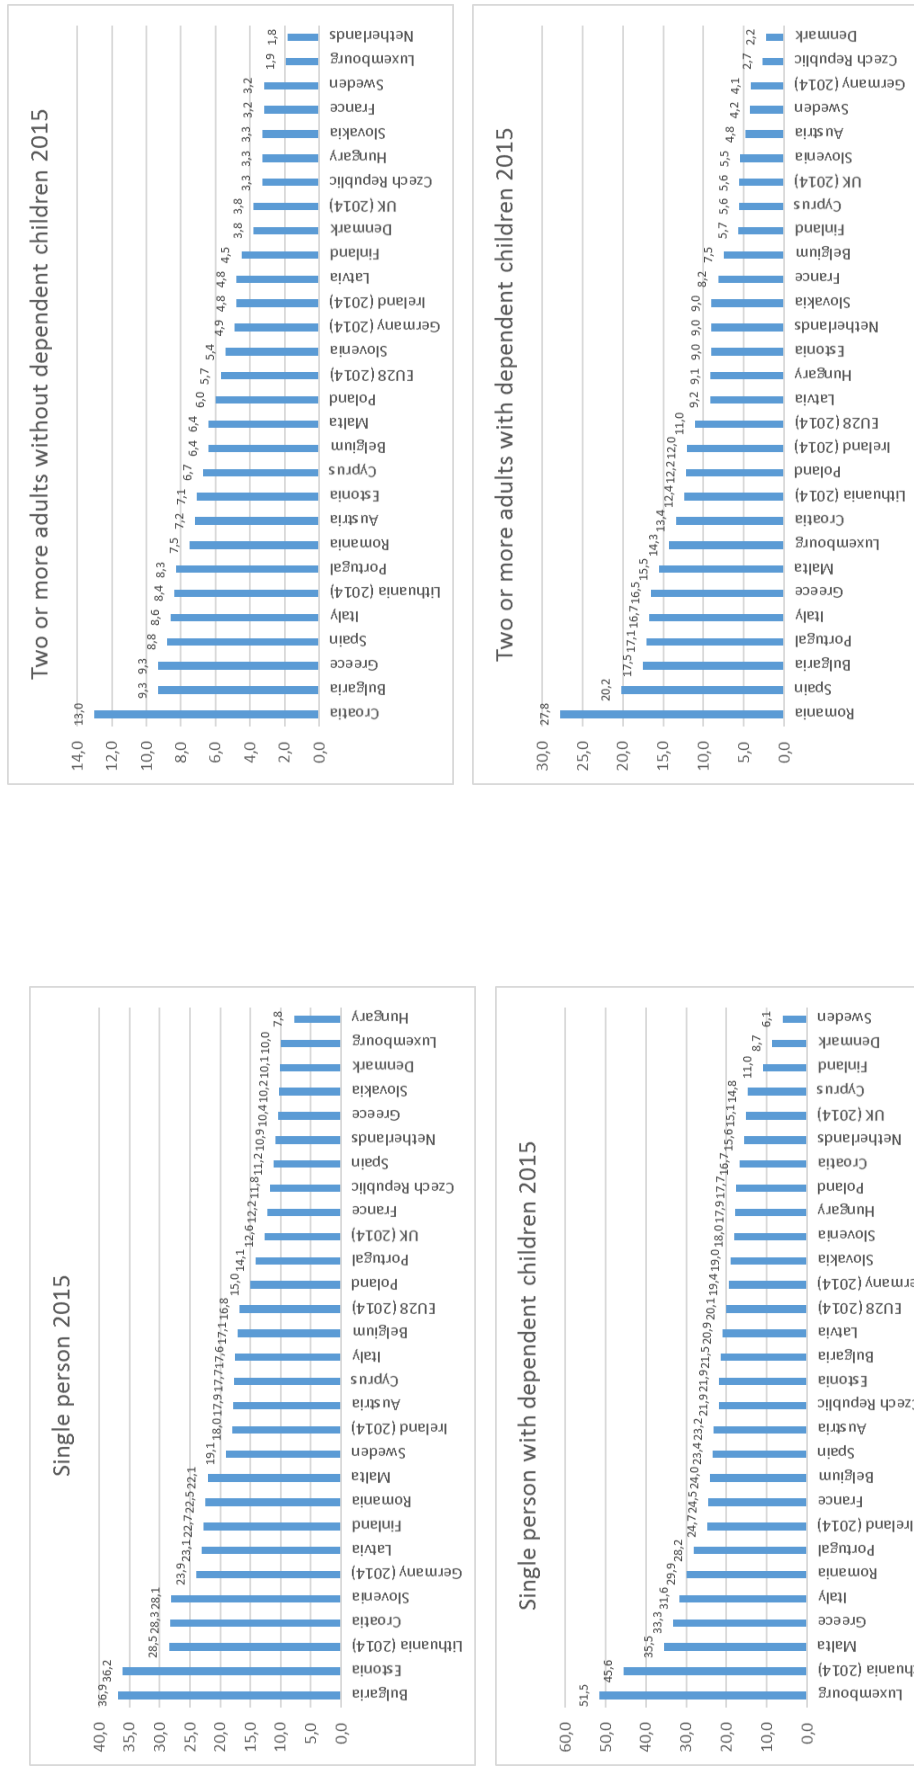 Single person 2015
40,0
35,0
30,0
25,0
20,0
15,0
10,0
5,0
0,0
36,9 36,2 28,5 28,3 28,1 23,9 23,1 22,7 22,5 22,1 19,1 18,0 17,9 17,7 17,6 17,1 16,8 15,0 14,1 12,6 12,2 11,8 11,2 10,9 10,4 10,2 10,1 10,0 7,8
Bulgaria
Estonia
Lithuania (2014)
Croatia
Slovenia
Germany (2014)
Latvia
Finland
Romania
Malta
Sweden
Ireland (2014)
Austria
Cyprus
Italy
Belgium
EU28 (2014)
Poland
Portugal
UK (2014)
France
Czech Republic
Spain
Netherlands
Greece
Slovakia
Denmark
Luxembourg
Hungary
Two or more adults without dependent children 2015
14,0
12,0
10,0
8,0
6,0
4,0
2,0
0,0
13,0 9,3 9,3 8,8 8,6 8,4 8,3 7,5 7,2 7,1 6,7 6,4 6,4 6,0 5,7 5,4 4,9 4,8 4,8 4,5 3,8 3,8 3,3 3,3 3,3 3,2 3,2 1,9 1,8
Croatia
Bulgaria
Greece
Spain
Italy
Lithuania (2014)
Portugal
Romania
Austria
Estonia
Cyprus
Belgium
Malta
Poland
EU28 (2014)
Slovenia
Germany (2014)
Ireland (2014)
Latvia
Finland
Denmark
UK (2014)
Czech Republic
Hungary
Slovakia
France
Sweden
Luxembourg
Netherlands
Single person with dependent children 2015
60,0
50,0
40,0
30,0
20,0
10,0
0,0
51,5 45,6 35,5 33,3 31,6 29,9 28,2 24,7 24,5 24,0 23,4 23,2 21,9 21,9 21,5 20,9 20,1 19,4 19,0 18,0 17,9 17,7 16,7 15,6 15,1 14,8 11,0 8,7 6,1
Luxembourg
huania (2014)
Malta
Greece
Italy
Romania
Portugal
Ireland (2014)
France
Belgium
Spain
Austria
Czech Republic
Estonia
Bulgaria
Latvia
EU28 (2014)
ermany (2014)
Slovakia
Slovenia
Hungary
Poland
Croatia
Netherlands
UK (2014)
Cyprus
Finland
Denmark
Sweden
Two or more adults with dependent children 2015
30,0
25,0
20,0
15,0
10,0
5,0
0,0
27,8 20,2 17,5 17,1 16,7 16,5 15,5 14,3 13,4 12,4 12,2 12,0 11,0 9,2 9,1 9,0 9,0 9,0 8,2 7,5 5,7 5,6 5,6 5,5 4,8 4,2 4,1 2,7 2,2
Romania
Spain
Bulgaria
Portugal
Italy
Greece
Malta
Luxembourg
Croatia
Lithuania (2014)
Poland
Ireland (2014)
EU28 (2014)
Latvia
Hungary
Estonia
Netherlands
Slovakia
France
Belgium
Finland
Cyprus
UK (2014)
Slovenia
Austria
Sweden
Germany (2014)
Czech Republic
Denmark